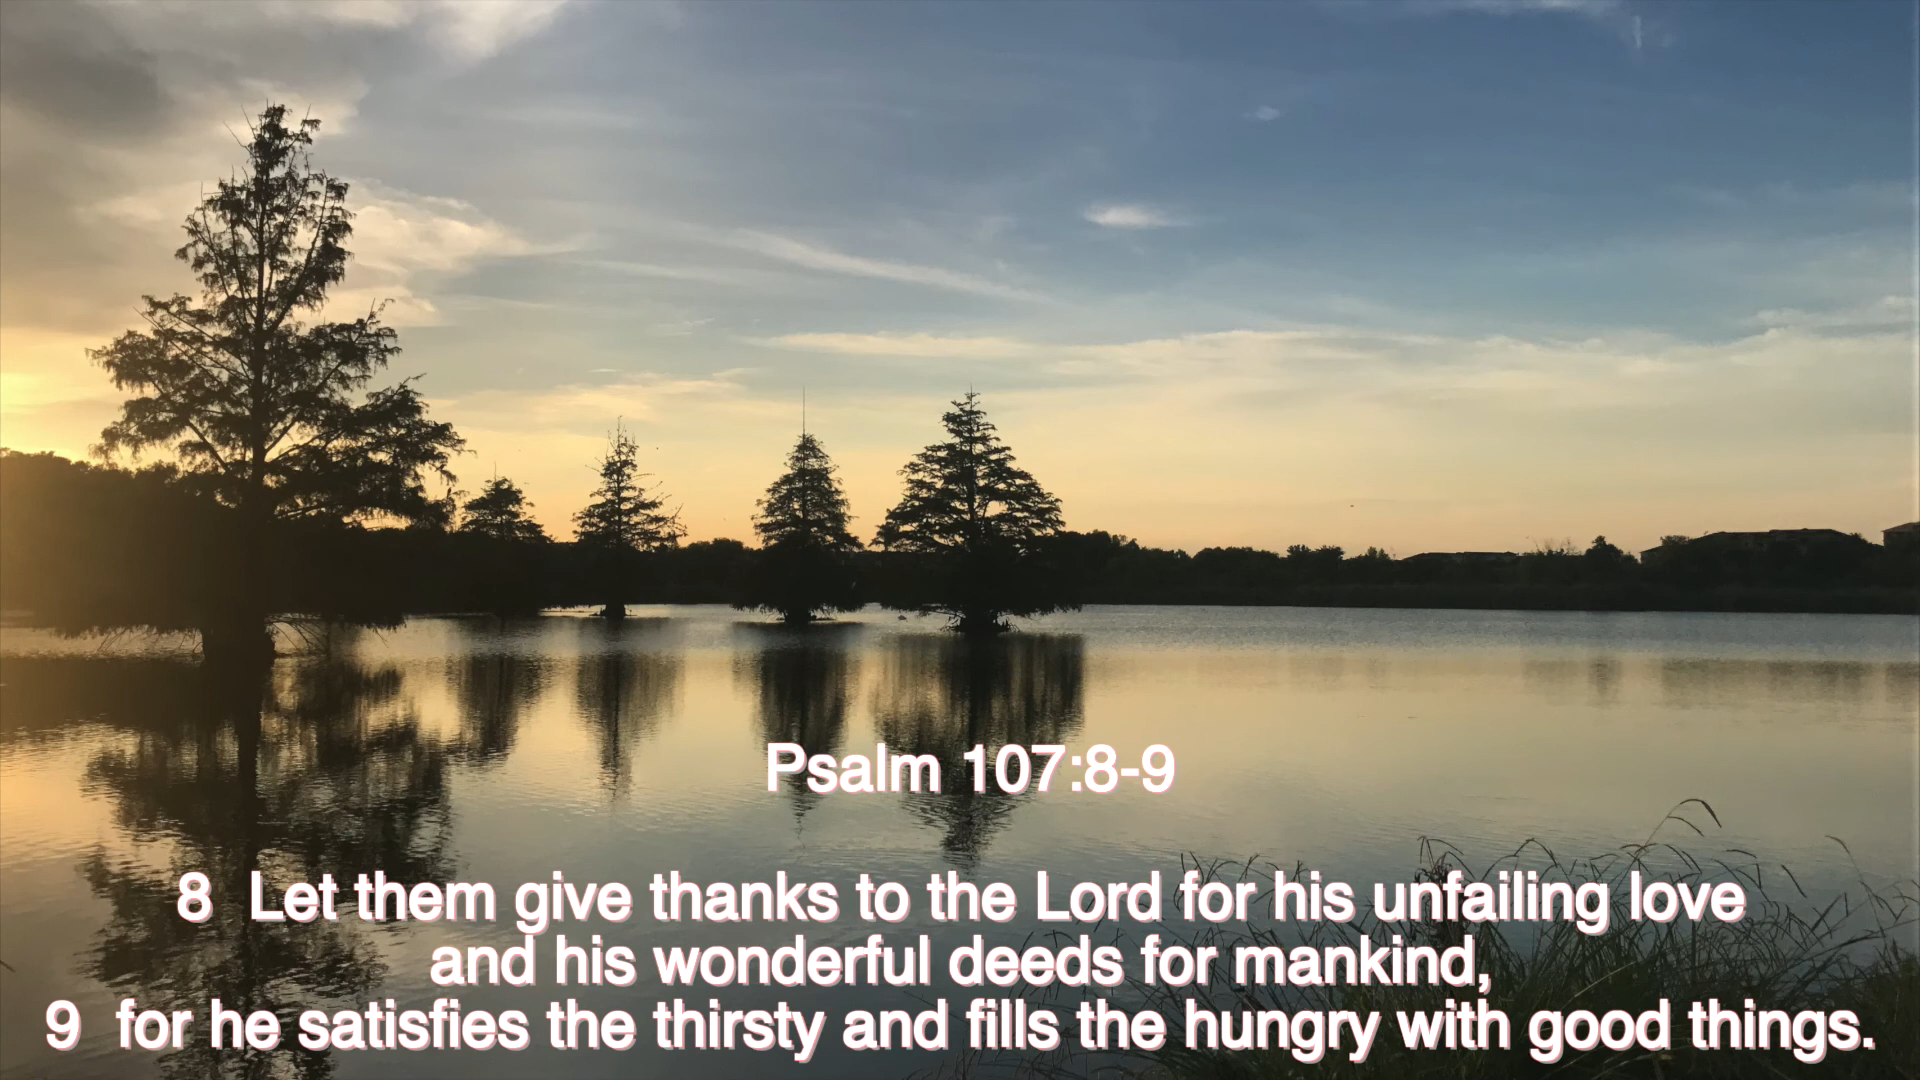 Psalm 107:8-9
8 Let them give thanks to the Lord for his unfailing love
and his wonderful deeds for mankind,
9 for he satisfies the thirsty and fills the hungry with good things.